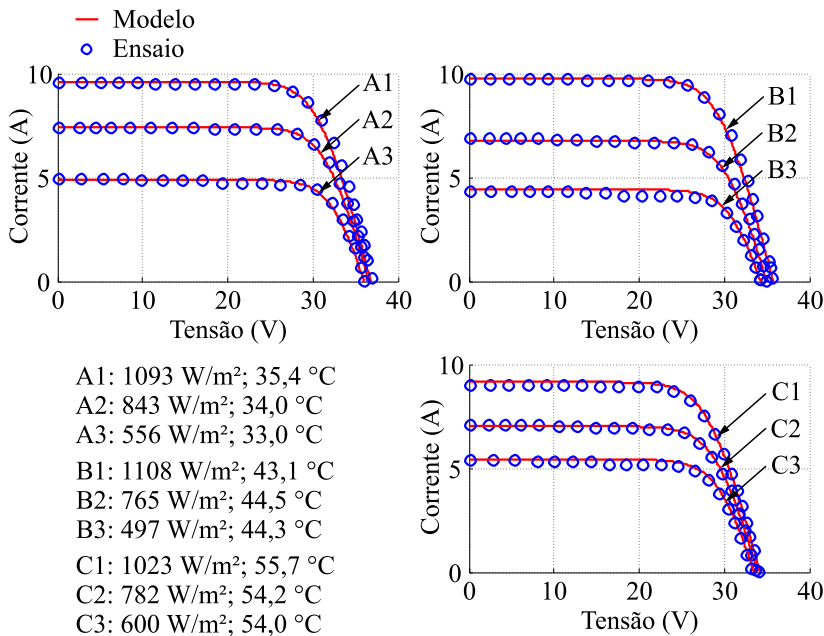 Modelo
Ensaio
10
5
0
Corrente (A)
A1
A2
A3
0 10 20 30 40
Tensão (V)
10
5
0
Corrente (A)
B1
B2
B3
0 10 20 30 40
Tensão (V)
A1: 1093 W/m²; 35,4 °C
A2: 843 W/m²; 34,0 °C
A3: 556 W/m²; 33,0 °C
B1: 1108 W/m²; 43,1 °C
B2: 765 W/m²; 44,5 °C
B3: 497 W/m²; 44,3 °C
C1: 1023 W/m²; 55,7 °C
C2: 782 W/m²; 54,2 °C
C3: 600 W/m²; 54,0 °C
10
5
0
Corrente (A)
C1
C2
C3
0 10 20 30 40
Tensão (V)